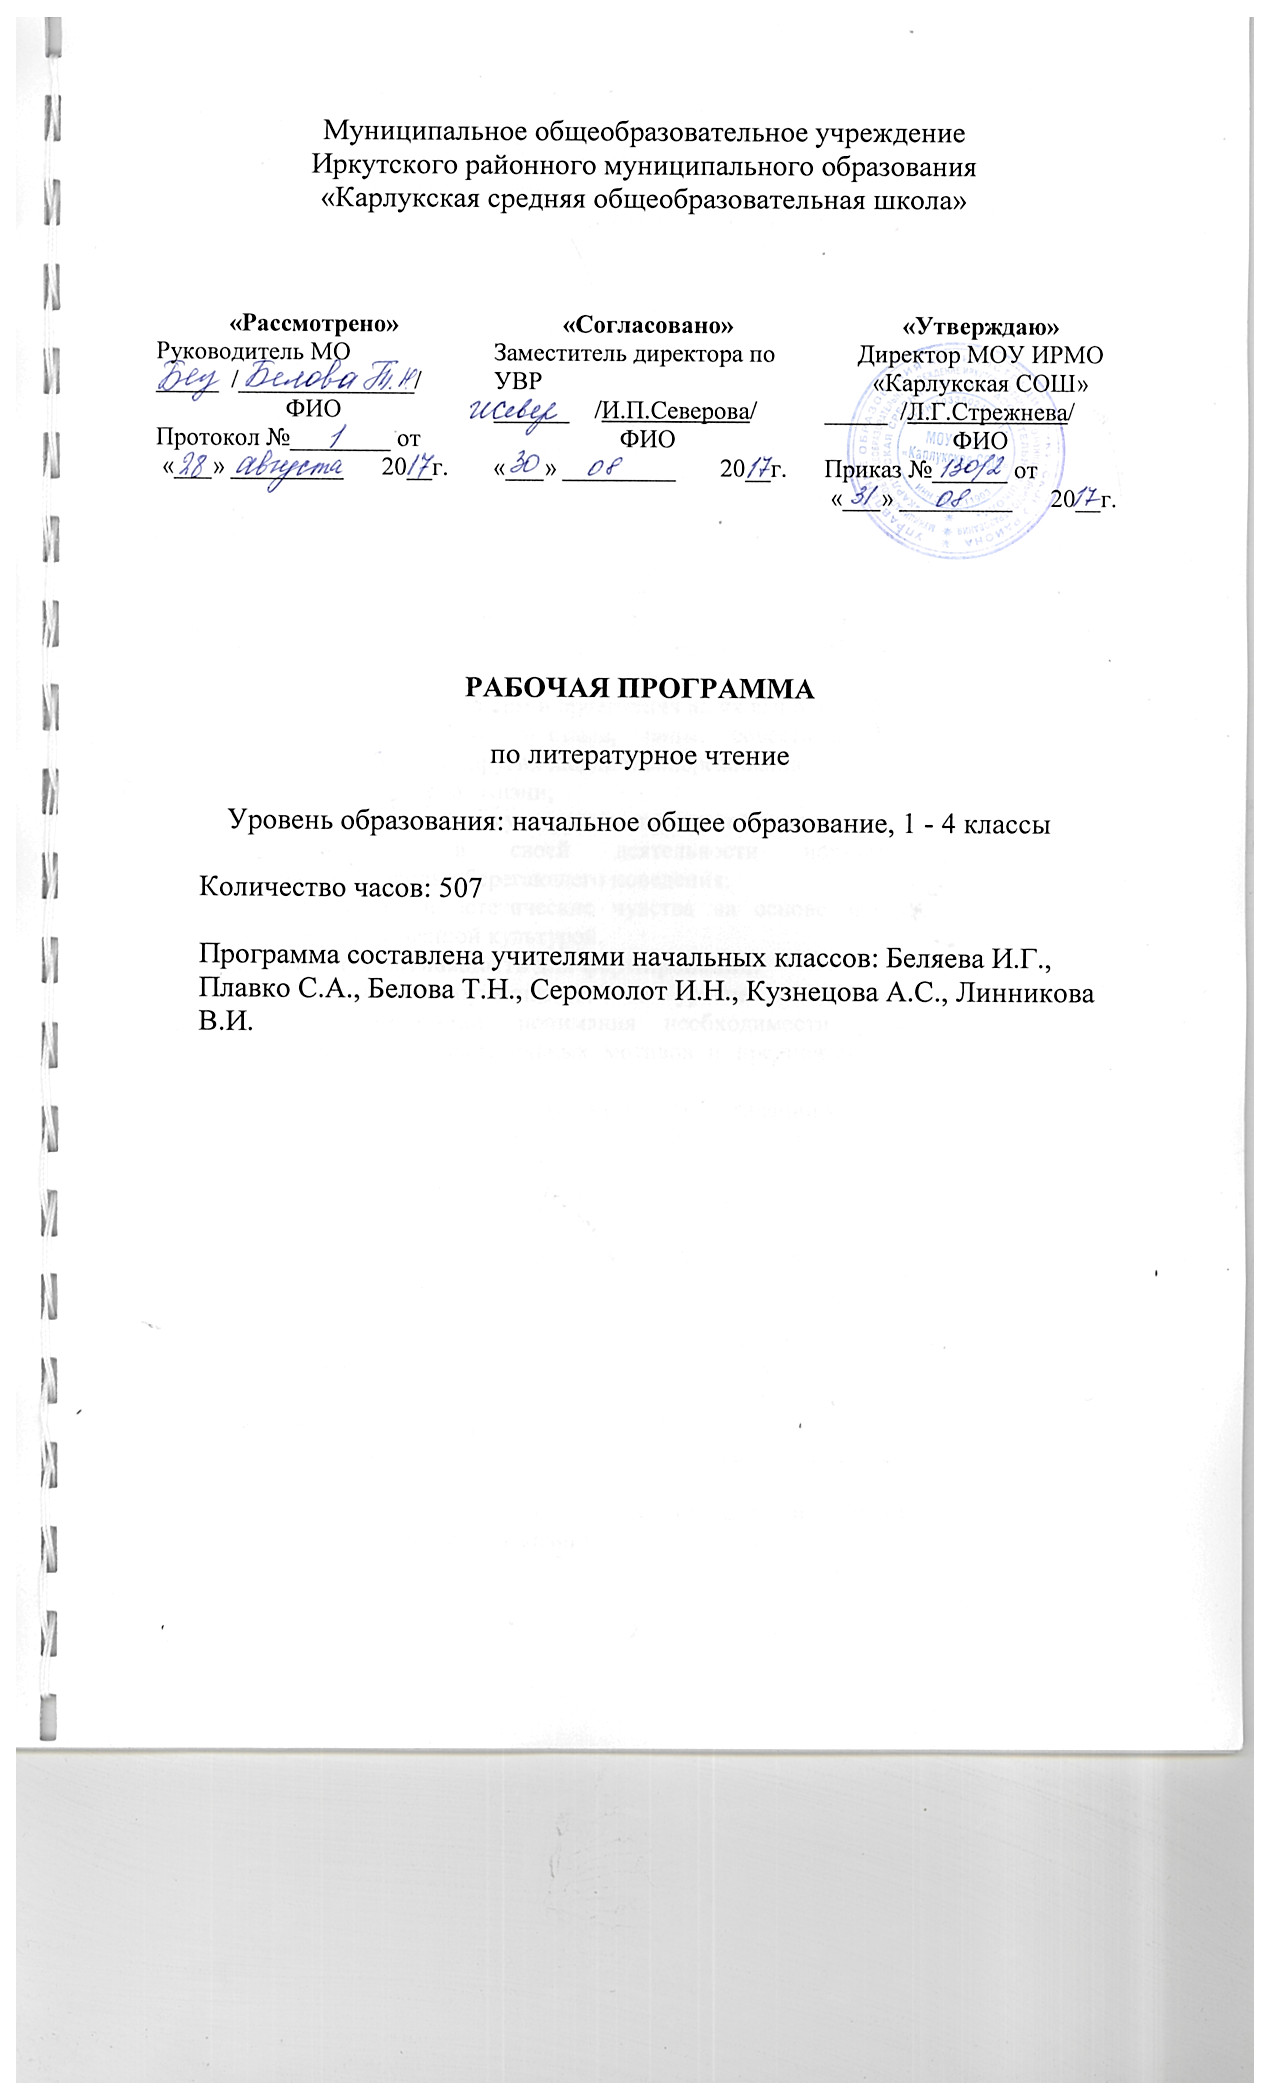 Муниципальное общеобразовательное учреждение
Иркутского районного муниципального образования
«Карлукская средняя общеобразовательная школа»
«Рассмотрено»
Руководитель МО
/ Белова Т.Н./
ФИО
Протокол № 1 от
«28» августа 2017г.
«Согласовано»
Заместитель директора по
УВР
/И.П.Северова/
ФИО
«30» 08 2017г.
«Утверждаю»
Директор МОУ ИРМО
«Карлукская СОШ»
/Л.Г.Стрежнева/
ФИО
Приказ № 130/2 от
«31» 08 2017г.
РАБОЧАЯ ПРОГРАММА
по литературное чтение
Уровень образования: начальное общее образование, 1 - 4 классы
Количество часов: 507
Программа составлена учителями начальных классов: Беляева И.Г.,
Плавко С.А., Белова Т.Н., Серомолот И.Н., Кузнецова А.С., Линникова
В.И.